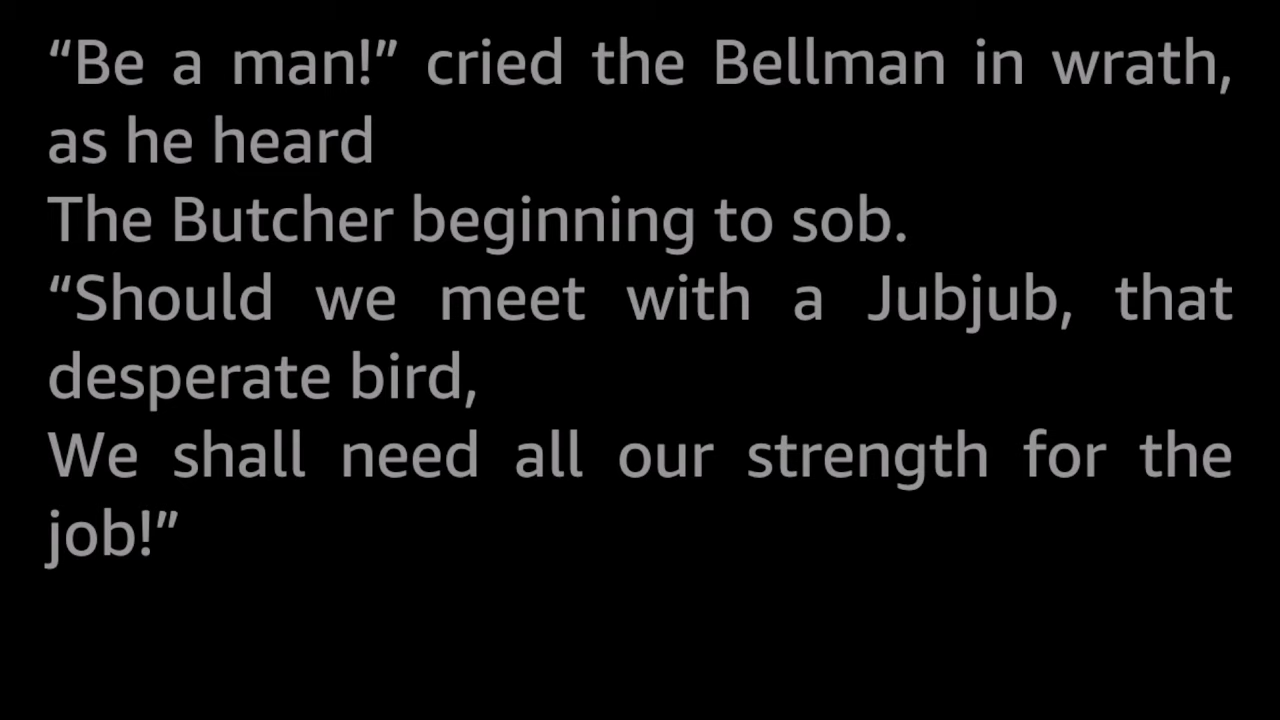 “Be a man!” cried the Bellman in wrath,
as he heard
The Butcher beginning to sob.
“Should we meet with a Jubjub, that
desperate bird,
We shall need all our strength for the
job!”